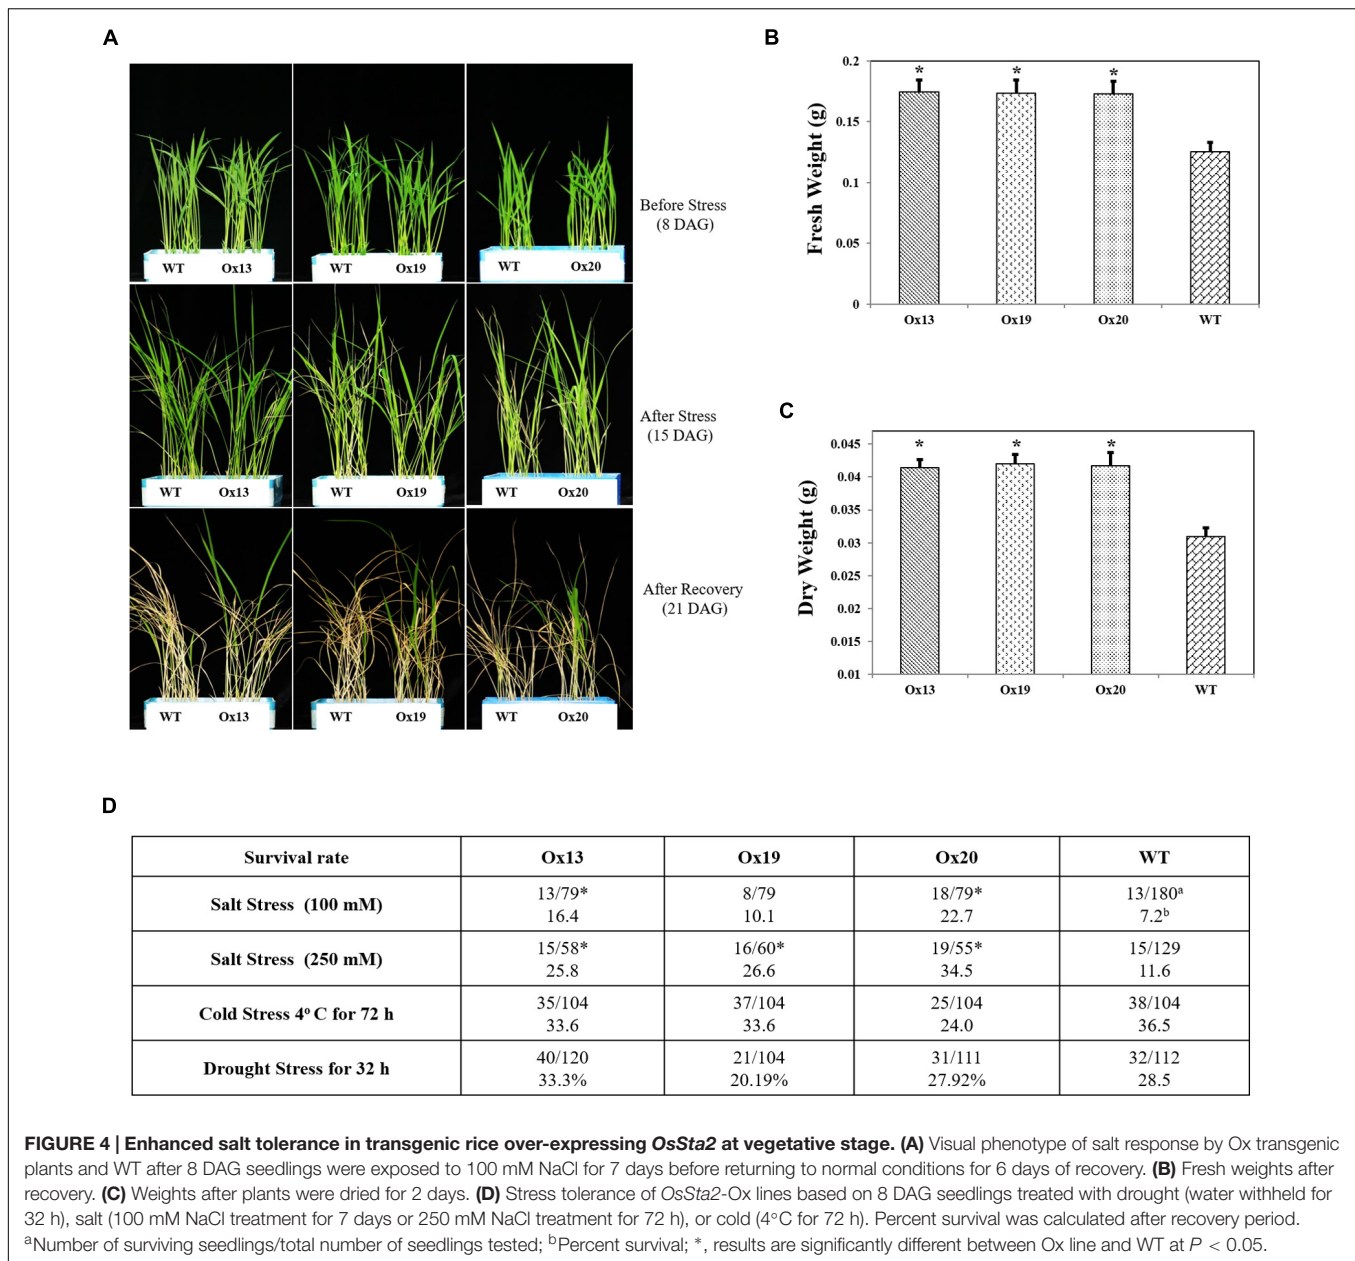 A
Before Stress
(8 DAG)
WT Ox13
WT Ox19
WT Ox20
After Stress
(15 DAG)
WT Ox13
WT Ox19
WT Ox20
After Recovery
(21 DAG)
WT Ox13
WT Ox19
WT Ox20
B
Fresh Weight (g)
0.2
0.15
0.1
0.05
0
* * *
Ox13 Ox19 Ox20 WT
C
Dry Weight (g)
0.045
0.04
0.035
0.03
0.025
0.02
0.015
0.01
* * *
Ox13 Ox19 Ox20 WT
D
Survival rate Ox13 Ox19 Ox20 WT
Salt Stress (100 mM) 13/79* 8/79 18/79* 13/180ᵃ
16.4 10.1 22.7 7.2ᵇ
Salt Stress (250 mM) 15/58* 16/60* 19/55* 15/129
25.8 26.6 34.5 11.6
Cold Stress 4° C for 72 h 35/104 37/104 25/104 38/104
33.6 33.6 24.0 36.5
Drought Stress for 32 h 40/120 21/104 31/111 32/112
33.3% 20.19% 27.92% 28.5
FIGURE 4 | Enhanced salt tolerance in transgenic rice over-expressing OsSta2 at vegetative stage. (A) Visual phenotype of salt response by Ox transgenic
plants and WT after 8 DAG seedlings were exposed to 100 mM NaCl for 7 days before returning to normal conditions for 6 days of recovery. (B) Fresh weights after
recovery. (C) Weights after plants were dried for 2 days. (D) Stress tolerance of OsSta2-Ox lines based on 8 DAG seedlings treated with drought (water withheld for
32 h), salt (100 mM NaCl treatment for 7 days or 250 mM NaCl treatment for 72 h), or cold (4°C for 72 h). Percent survival was calculated after recovery period.
ᵃNumber of surviving seedlings/total number of seedlings tested; ᵇPercent survival; *, results are significantly different between Ox line and WT at P < 0.05.